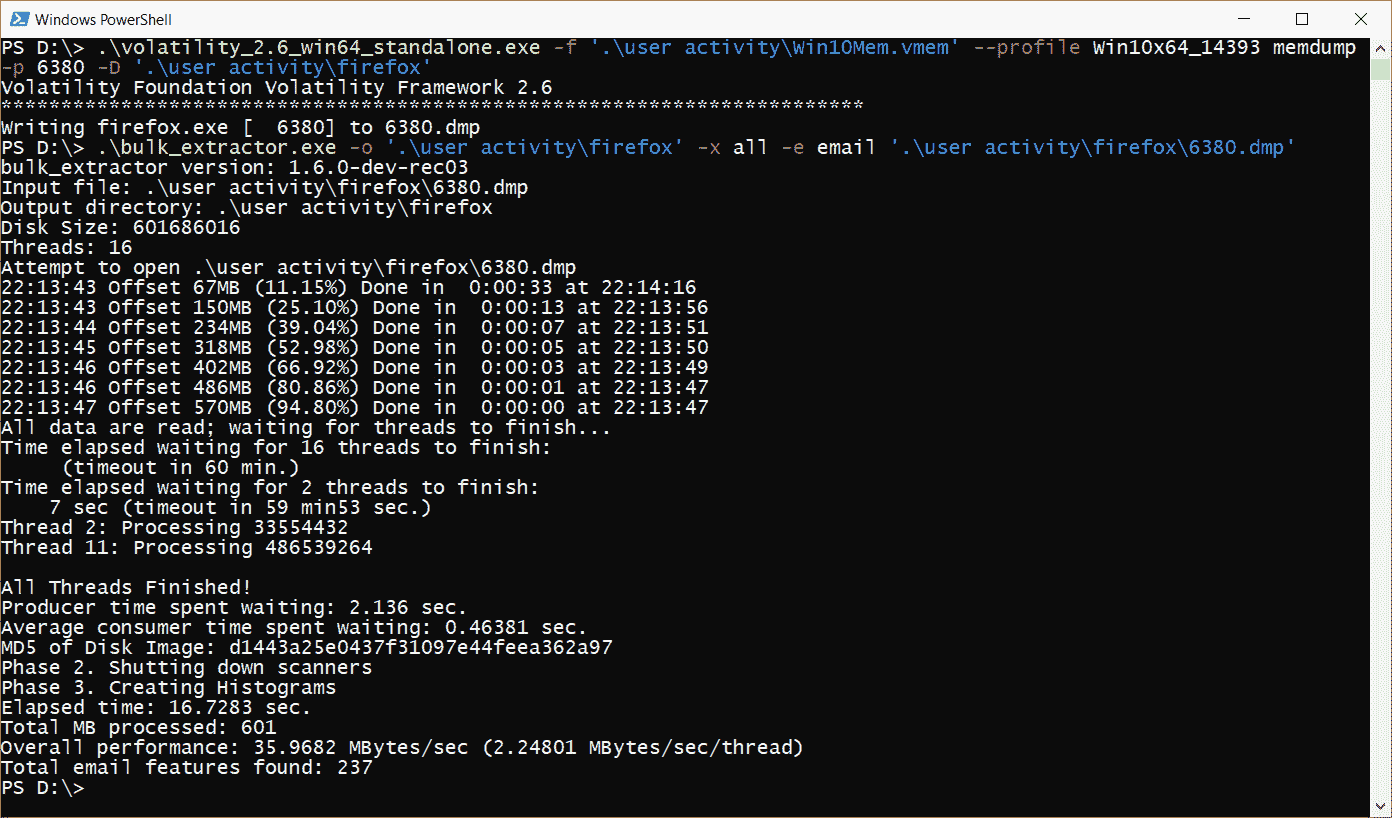 Windows PowerShell
PS D:\> .\volatility_2.6_win64_standalone.exe -f '.\user activity\Win10Mem.vmem' --profile Win10x64_14393 memdump
-p 6380 -D '.\user activity\firefox'
Volatility Foundation Volatility Framework 2.6
************************************************************************
Writing firefox.exe [  6380] to 6380.dmp
PS D:\> .\bulk_extractor.exe -o '.\user activity\firefox' -x all -e email '.\user activity\firefox\6380.dmp'
bulk_extractor version: 1.6.0-dev-rec03
Input file: .\user activity\firefox\6380.dmp
Output directory: .\user activity\firefox
Disk Size: 601686016
Threads: 16
Attempt to open .\user activity\firefox\6380.dmp
22:13:43 Offset 67MB (11.15%) Done in  0:00:33 at 22:14:16
22:13:43 Offset 150MB (25.10%) Done in  0:00:13 at 22:13:56
22:13:44 Offset 234MB (39.04%) Done in  0:00:07 at 22:13:51
22:13:45 Offset 318MB (52.98%) Done in  0:00:05 at 22:13:50
22:13:46 Offset 402MB (66.92%) Done in  0:00:03 at 22:13:49
22:13:46 Offset 486MB (80.86%) Done in  0:00:01 at 22:13:47
22:13:47 Offset 570MB (94.80%) Done in  0:00:00 at 22:13:47
All data are read; waiting for threads to finish...
Time elapsed waiting for 16 threads to finish:
     (timeout in 60 min.)
Time elapsed waiting for 2 threads to finish:
    7 sec (timeout in 59 min53 sec.)
Thread 2: Processing 33554432
Thread 11: Processing 486539264

All Threads Finished!
Producer time spent waiting: 2.136 sec.
Average consumer time spent waiting: 0.46381 sec.
MD5 of Disk Image: d1443a25e0437f31097e44feea362a97
Phase 2. Shutting down scanners
Phase 3. Creating Histograms
Elapsed time: 16.7283 sec.
Total MB processed: 601
Overall performance: 35.9682 MBytes/sec (2.24801 MBytes/sec/thread)
Total email features found: 237
PS D:\>